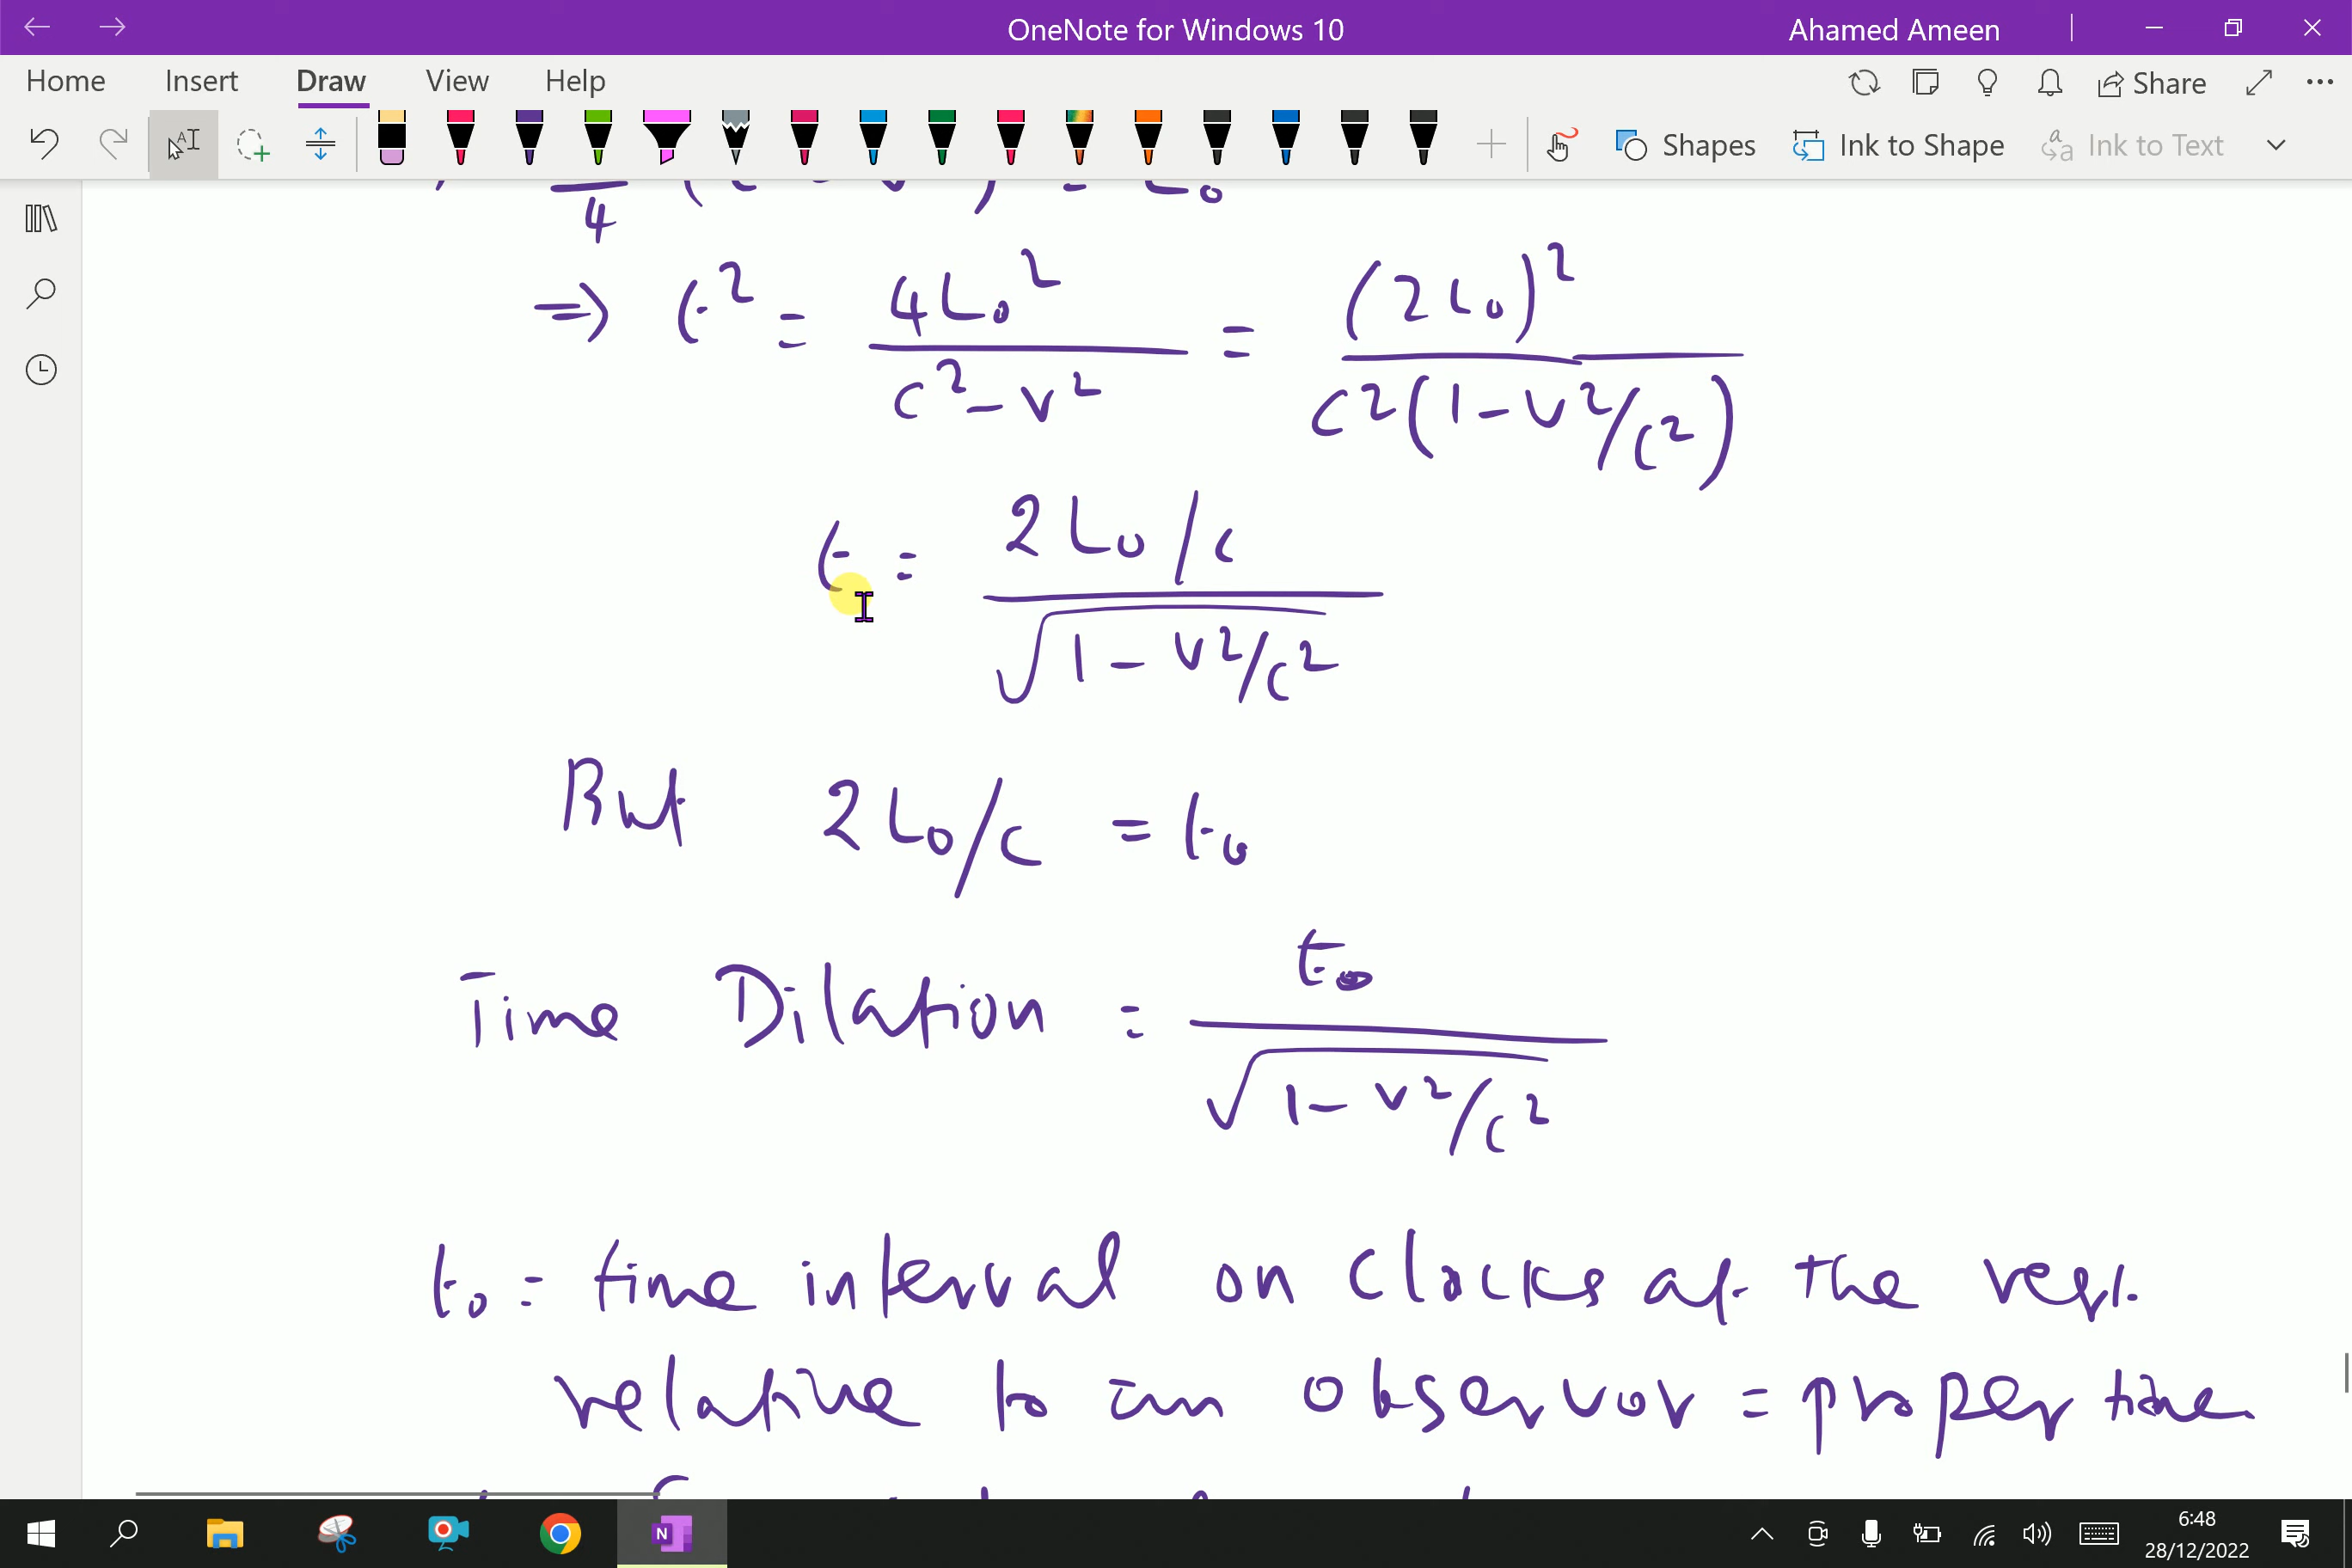 OneNote for Windows 10 Ahamed Ameen
Home Insert Draw View Help Share
Shapes Ink to Shape Ink to Text
4 L₀
⇒ t² = 4L₀² / (c² – v²) = (2L₀)² / c²(1 – v²/c²)
t = (2L₀/c) / √(1 – v²/c²)
But 2L₀/c = t₀
Time Dilation = t₀ / √(1 – v²/c²)
t₀ = time interval on clocks at the rest
relative to an observor = proper time
6:48
28/12/2022